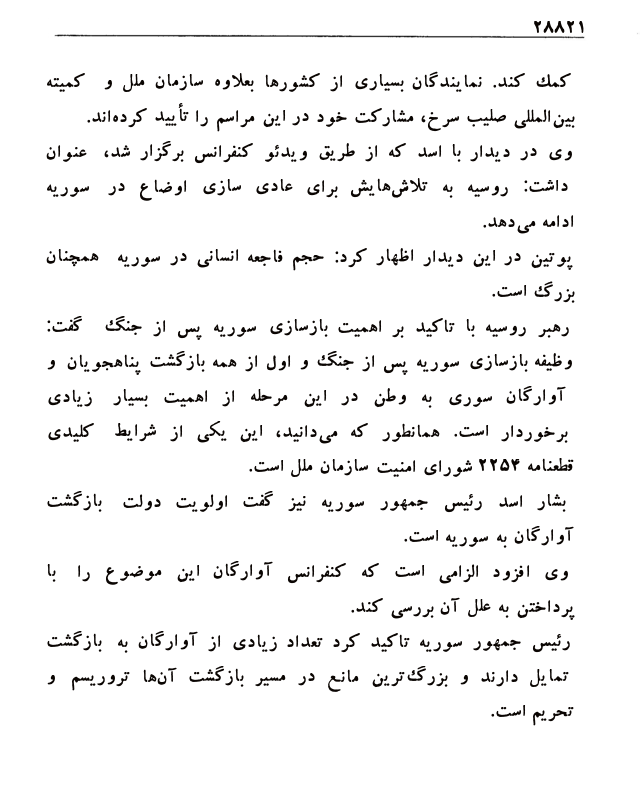 ۲۸۸۲۱
کمك کند. نمایندگان بسیاری از کشورها بعلاوه سازمان ملل و کمیته
بین‌المللی صلیب سرخ، مشارکت خود در این مراسم را تأیید کرده‌اند.
وی در دیدار با اسد که از طریق ویدئو کنفرانس برگزار شد، عنوان
داشت: روسیه به تلاش‌هایش برای عادی سازی اوضاع در سوریه
ادامه می‌دهد.
پوتین در این دیدار اظهار کرد: حجم فاجعه انسانی در سوریه همچنان
بزرگ است.
رهبر روسیه با تاکید بر اهمیت بازسازی سوریه پس از جنگ گفت:
وظیفه بازسازی سوریه پس از جنگ و اول از همه بازگشت پناهجویان و
آوارگان سوری به وطن در این مرحله از اهمیت بسیار زیادی
برخوردار است. همانطور که می‌دانید، این یکی از شرایط کلیدی
قطعنامه ۲۲۵۴ شورای امنیت سازمان ملل است.
بشار اسد رئیس جمهور سوریه نیز گفت اولویت دولت بازگشت
آوارگان به سوریه است.
وی افزود الزامی است که کنفرانس آوارگان این موضوع را با
پرداختن به علل آن بررسی کند.
رئیس جمهور سوریه تاکید کرد تعداد زیادی از آوارگان به بازگشت
تمایل دارند و بزرگ‌ترین مانع در مسیر بازگشت آن‌ها تروریسم و
تحریم است.